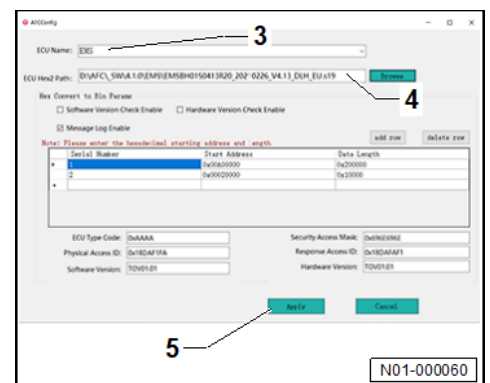 AFCConfig
3
ECU Name: EMS
ECU Hex2 Path: D:\AFC\_SW\4.1.0\EMS\EMSBH0150413R20_202 0226_V4.13_DLH_EU.s19 Browse
4
Hex Convert to Bin Params
Software Version Check Enable Hardware Version Check Enable
Message Log Enable
add row delete row
Note: Please enter the hexadecimal starting address and length
Serial Number Start Address Data Length
1 0x00A00000 0x200000
2 0x00020000 0x10000
ECU Type Code: 0xAAAA Security Access Mask: 0x696E696E
Physical Access ID: 0x18DAF1FA Response Access ID: 0x18DAFAF1
Software Version: TOV01.01 Hardware Version: TOV01.01
Apply Cancel
5
N01-000060